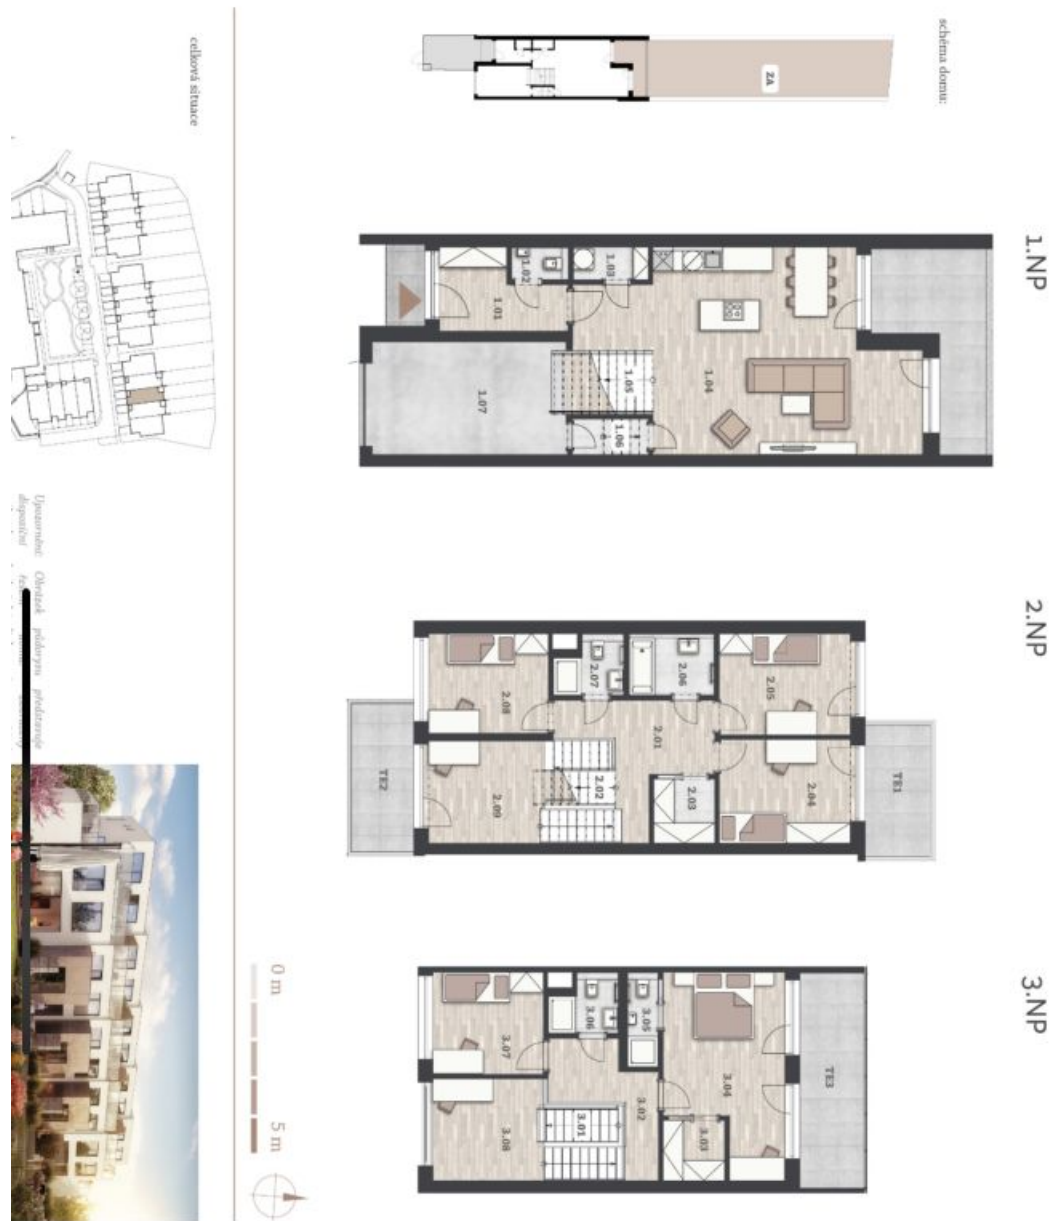 schéma domu:
ZA
celková situace
1.NP
1.01
1.02
1.03
1.04
1.05
1.06
1.07
2.NP
2.01
2.02
2.03
2.04
2.05
2.06
2.07
2.08
2.09
TE1
TE2
3.NP
3.01
3.02
3.03
3.04
3.05
3.06
3.07
3.08
TE3
0 m
5 m
Upozornění: Obrázek půdorysu představuje
dispoziční